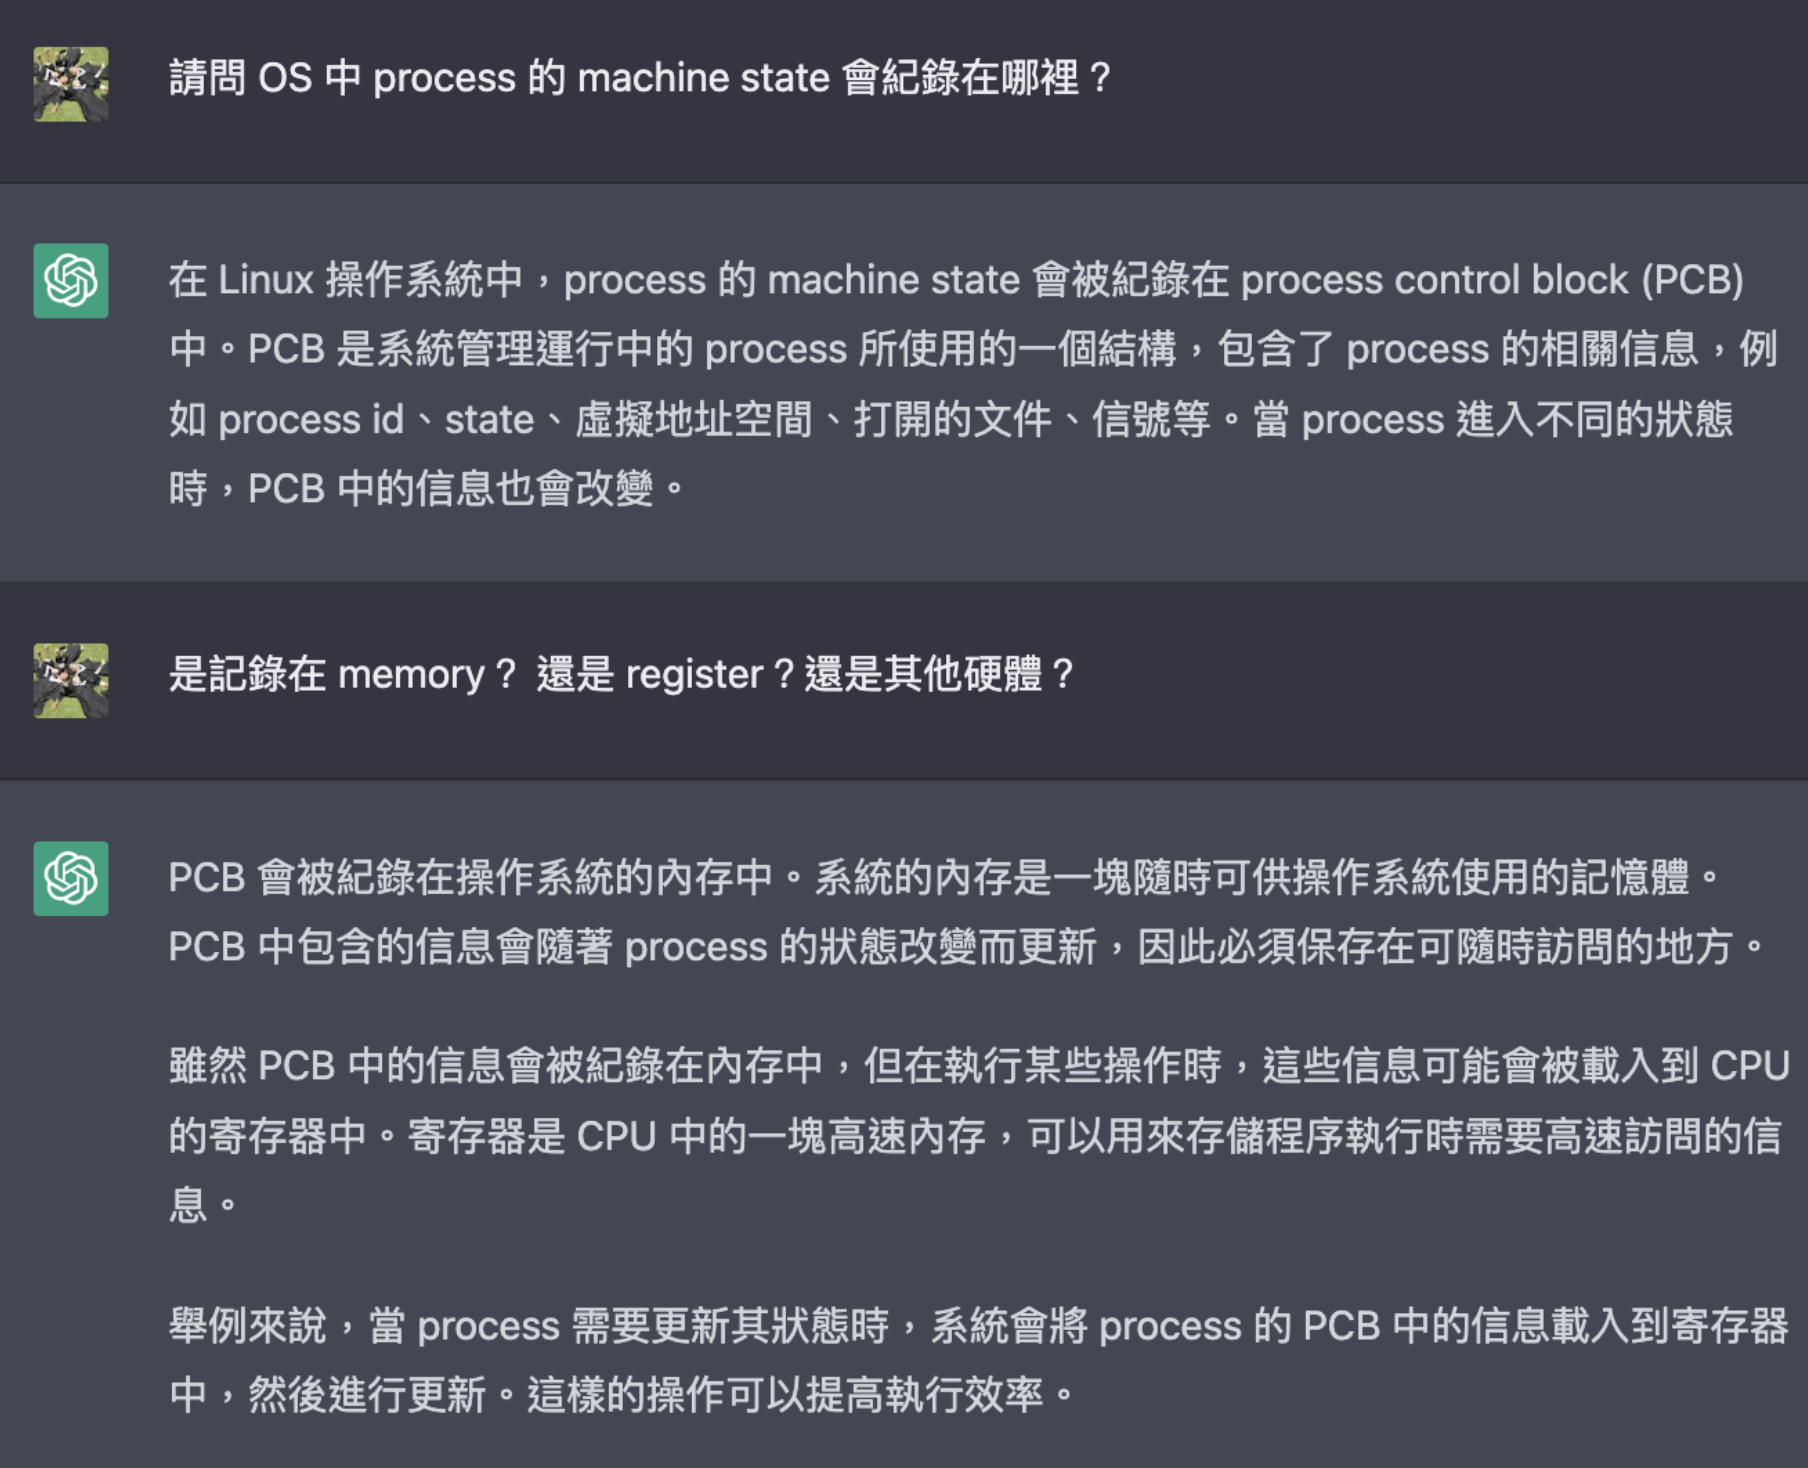 請問 OS 中 process 的 machine state 會紀錄在哪裡？
在 Linux 操作系統中，process 的 machine state 會被紀錄在 process control block (PCB)
中。PCB 是系統管理運行中的 process 所使用的一個結構，包含了 process 的相關信息，例
如 process id、state、虛擬地址空間、打開的文件、信號等。當 process 進入不同的狀態
時，PCB 中的信息也會改變。
是記錄在 memory？ 還是 register？還是其他硬體？
PCB 會被紀錄在操作系統的內存中。系統的內存是一塊隨時可供操作系統使用的記憶體。
PCB 中包含的信息會隨著 process 的狀態改變而更新，因此必須保存在可隨時訪問的地方。
雖然 PCB 中的信息會被紀錄在內存中，但在執行某些操作時，這些信息可能會被載入到 CPU
的寄存器中。寄存器是 CPU 中的一塊高速內存，可以用來存儲程序執行時需要高速訪問的信
息。
舉例來說，當 process 需要更新其狀態時，系統會將 process 的 PCB 中的信息載入到寄存器
中，然後進行更新。這樣的操作可以提高執行效率。